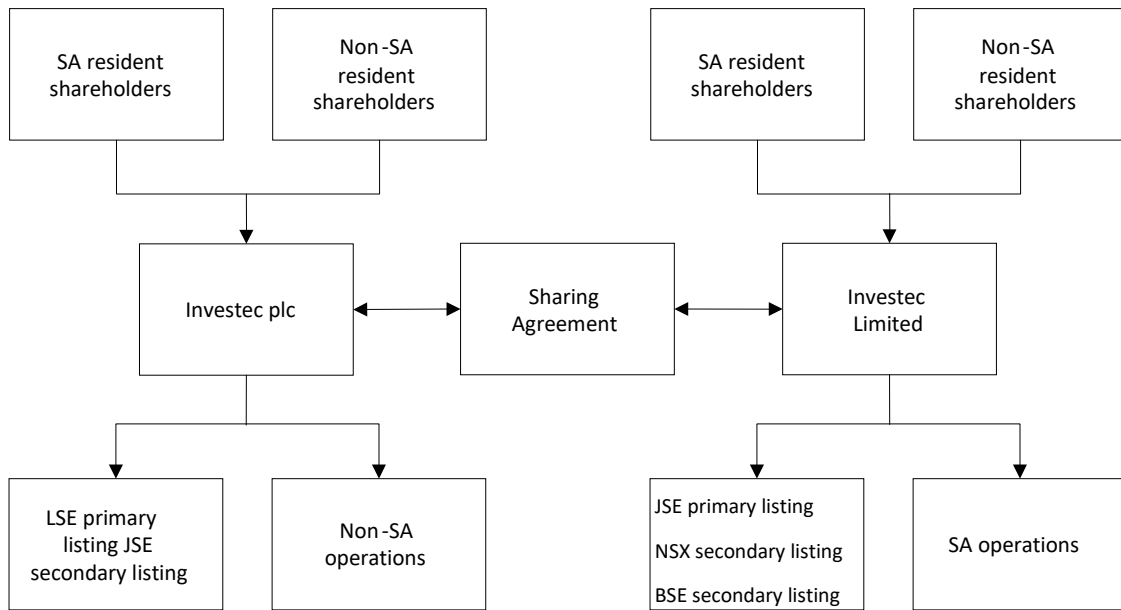 SA resident
shareholders
Non-SA
resident
shareholders
SA resident
shareholders
Non-SA
resident
shareholders
Investec plc
Sharing
Agreement
Investec
Limited
LSE primary
listing JSE
secondary listing
Non-SA
operations
JSE primary listing
NSX secondary listing
BSE secondary listing
SA operations